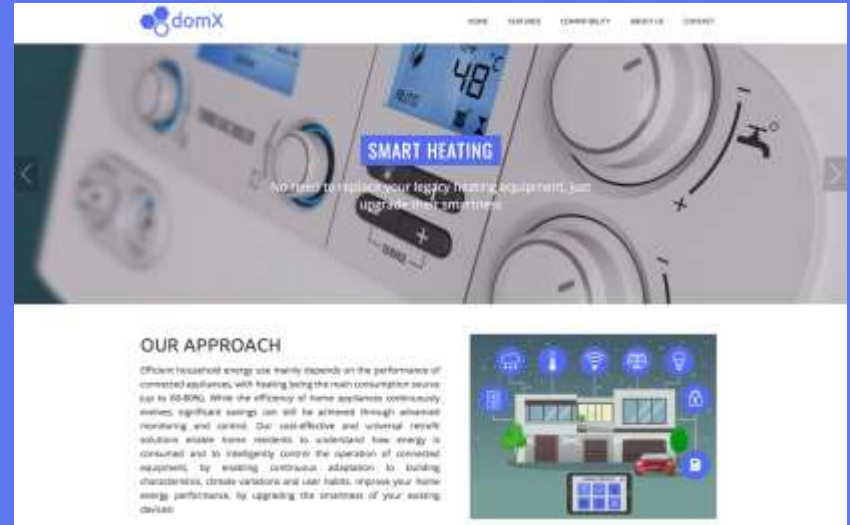 domX
HOME FEATURES COMPATIBILITY ABOUT US CONTACT
48°C
AUTO
SMART HEATING
No need to replace your legacy heating equipment, just
upgrade their smartness
SERVICE
OUR APPROACH
Efficient household energy use mainly depends on the performance of
connected appliances, with heating being the main consumption source
(up to 60-80%). While the efficiency of home appliances continuously
evolves, significant savings can still be achieved through advanced
monitoring and control. Our cost-effective and universal retrofit
solutions enable home residents to understand how energy is
consumed and to intelligently control the operation of connected
equipment, by enabling continuous adaptation to building
characteristics, climate variations and user habits. Improve your home
energy performance, by upgrading the smartness of your existing
devices!